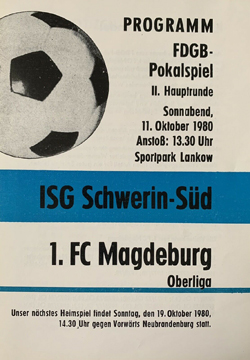 PROGRAMM
FDGB-
Pokalspiel
II. Hauptrunde
Sonnabend,
11. Oktober 1980
Anstoß: 13.30 Uhr
Sportpark Lankow
ISG Schwerin-Süd
1. FC Magdeburg
Oberliga
Unser nächstes Heimspiel findet Sonntag, den 19. Oktober 1980,
14.30 Uhr gegen Vorwärts Neubrandenburg statt.